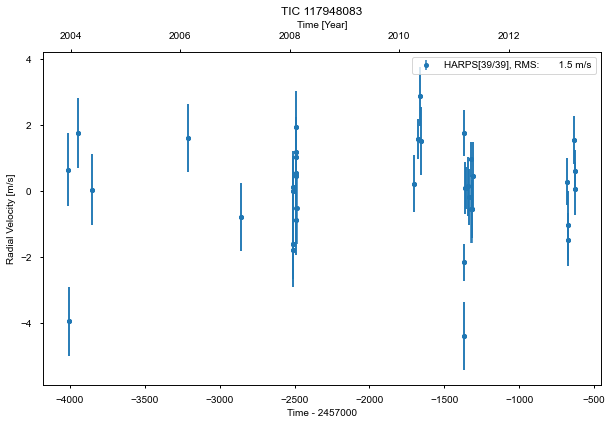 TIC 117948083
Time [Year]
2004 2006 2008 2010 2012
HARPS[39/39], RMS: 1.5 m/s
4
2
0
−2
−4
Radial Velocity [m/s]
−4000 −3500 −3000 −2500 −2000 −1500 −1000 −500
Time - 2457000